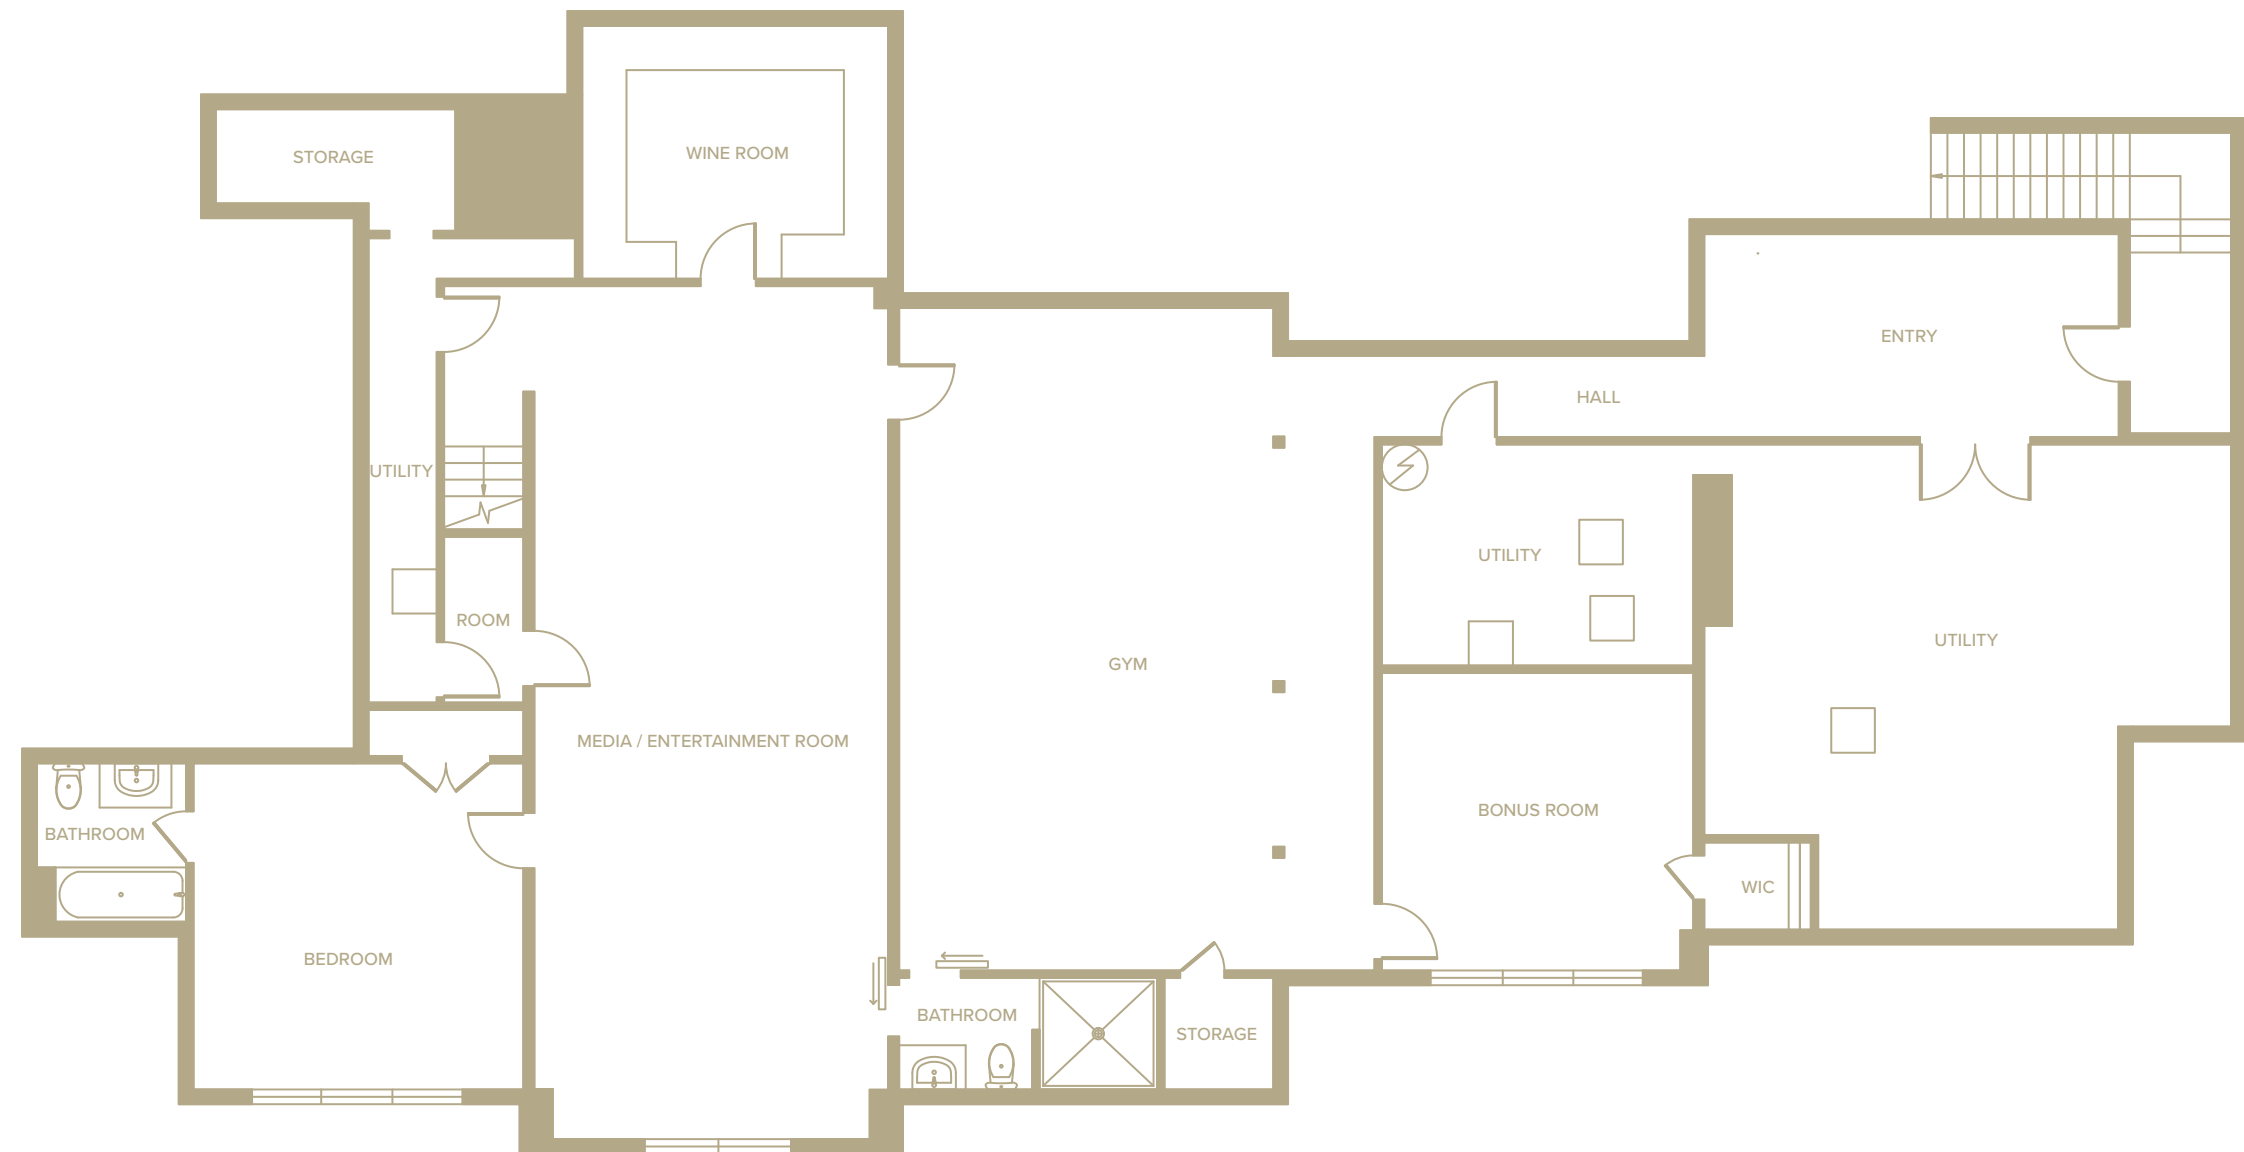 WINE ROOM
STORAGE
ENTRY
HALL
UTILITY
UTILITY
ROOM
UTILITY
GYM
MEDIA / ENTERTAINMENT ROOM
BONUS ROOM
BATHROOM
WIC
BEDROOM
BATHROOM
STORAGE